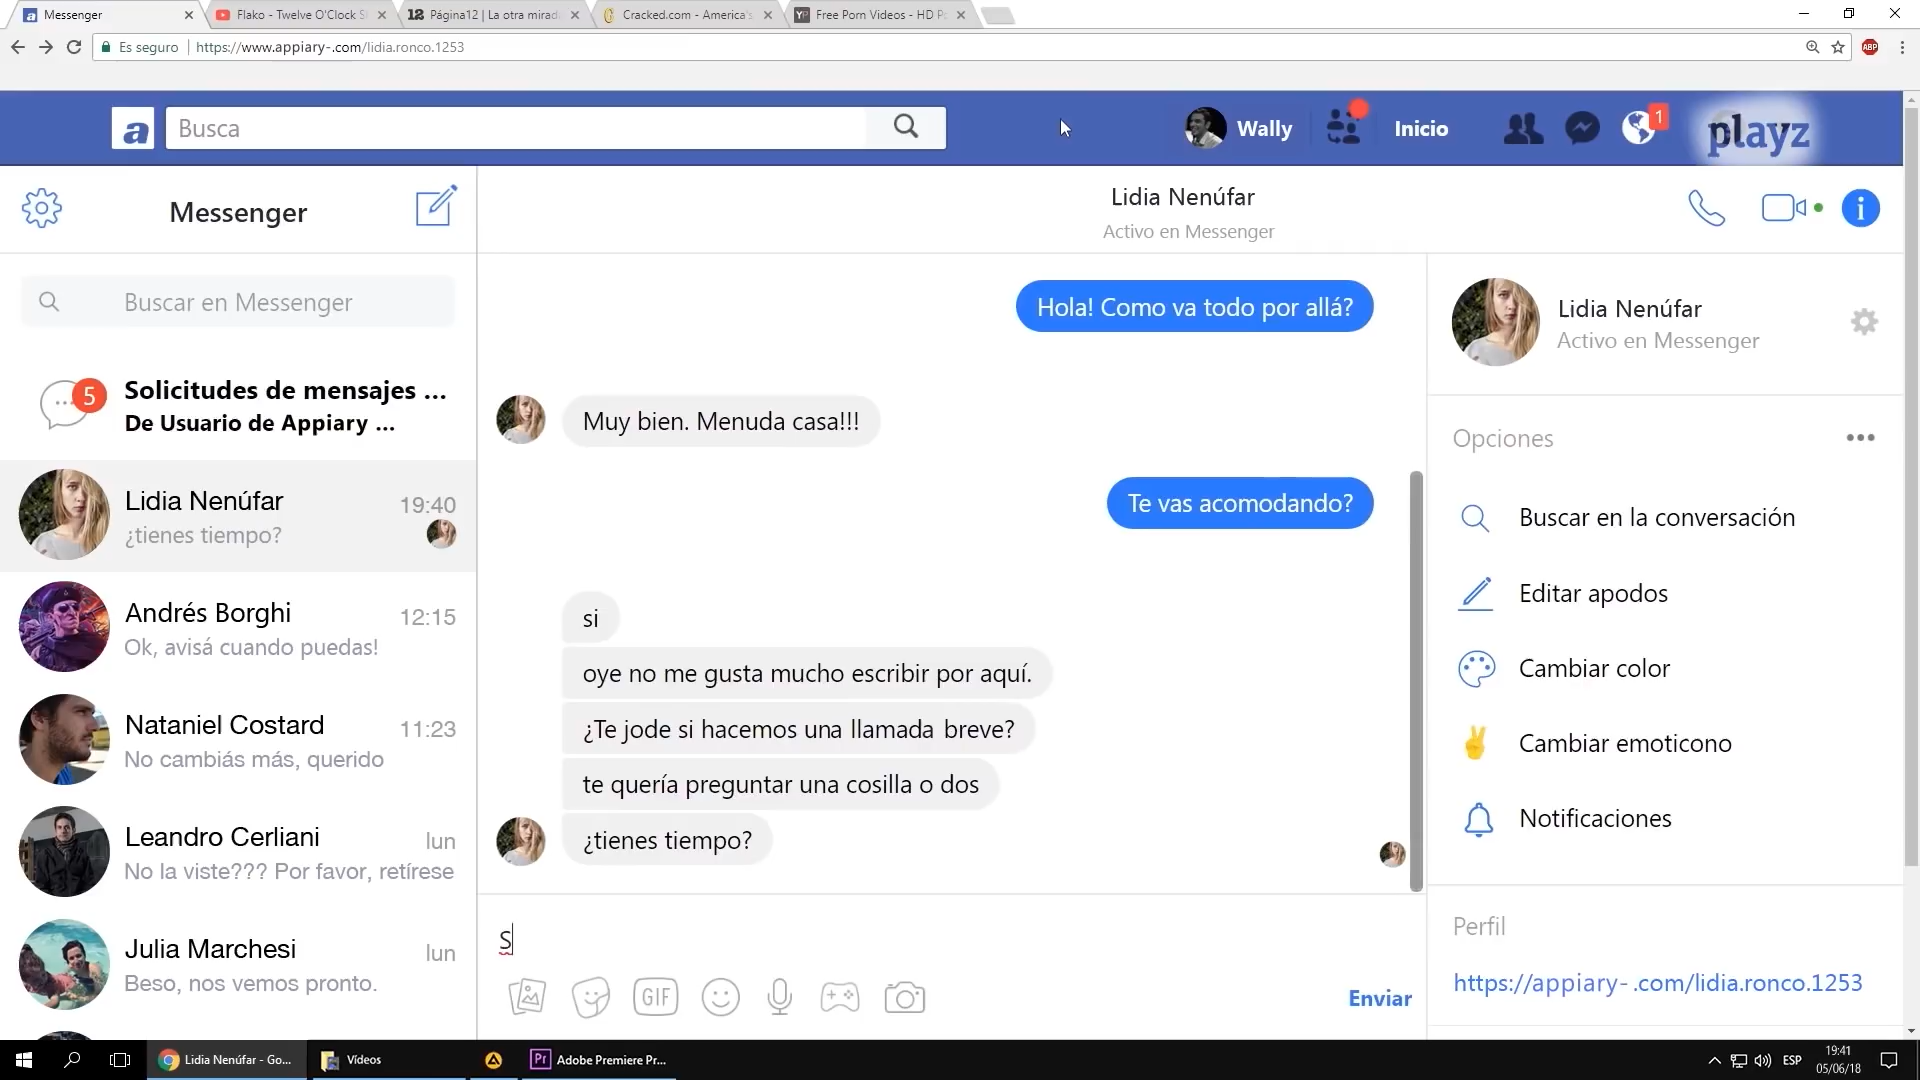 Messenger
Flako - Twelve O'Clock S
Página12 | La otra mirad
Cracked.com - America's
Free Porn Videos - HD P
Es seguro
https://www.appiary-.com/lidia.ronco.1253
ABP
a
Busca
Wally
Inicio
1
playz
Messenger
Buscar en Messenger
5
Solicitudes de mensajes ...
De Usuario de Appiary ...
Lidia Nenúfar
19:40
¿tienes tiempo?
Andrés Borghi
12:15
Ok, avisá cuando puedas!
Nataniel Costard
11:23
No cambiás más, querido
Leandro Cerliani
lun
No la viste??? Por favor, retírese
Julia Marchesi
lun
Beso, nos vemos pronto.
Lidia Nenúfar
Activo en Messenger
Hola! Como va todo por allá?
Muy bien. Menuda casa!!!
Te vas acomodando?
si
oye no me gusta mucho escribir por aquí.
¿Te jode si hacemos una llamada breve?
te quería preguntar una cosilla o dos
¿tienes tiempo?
S
GIF
Enviar
Lidia Nenúfar
Activo en Messenger
Opciones
Buscar en la conversación
Editar apodos
Cambiar color
Cambiar emoticono
Notificaciones
Perfil
https://appiary-.com/lidia.ronco.1253
Lidia Nenúfar - Go...
Vídeos
Pr
Adobe Premiere Pr...
ESP
19:41
05/06/18